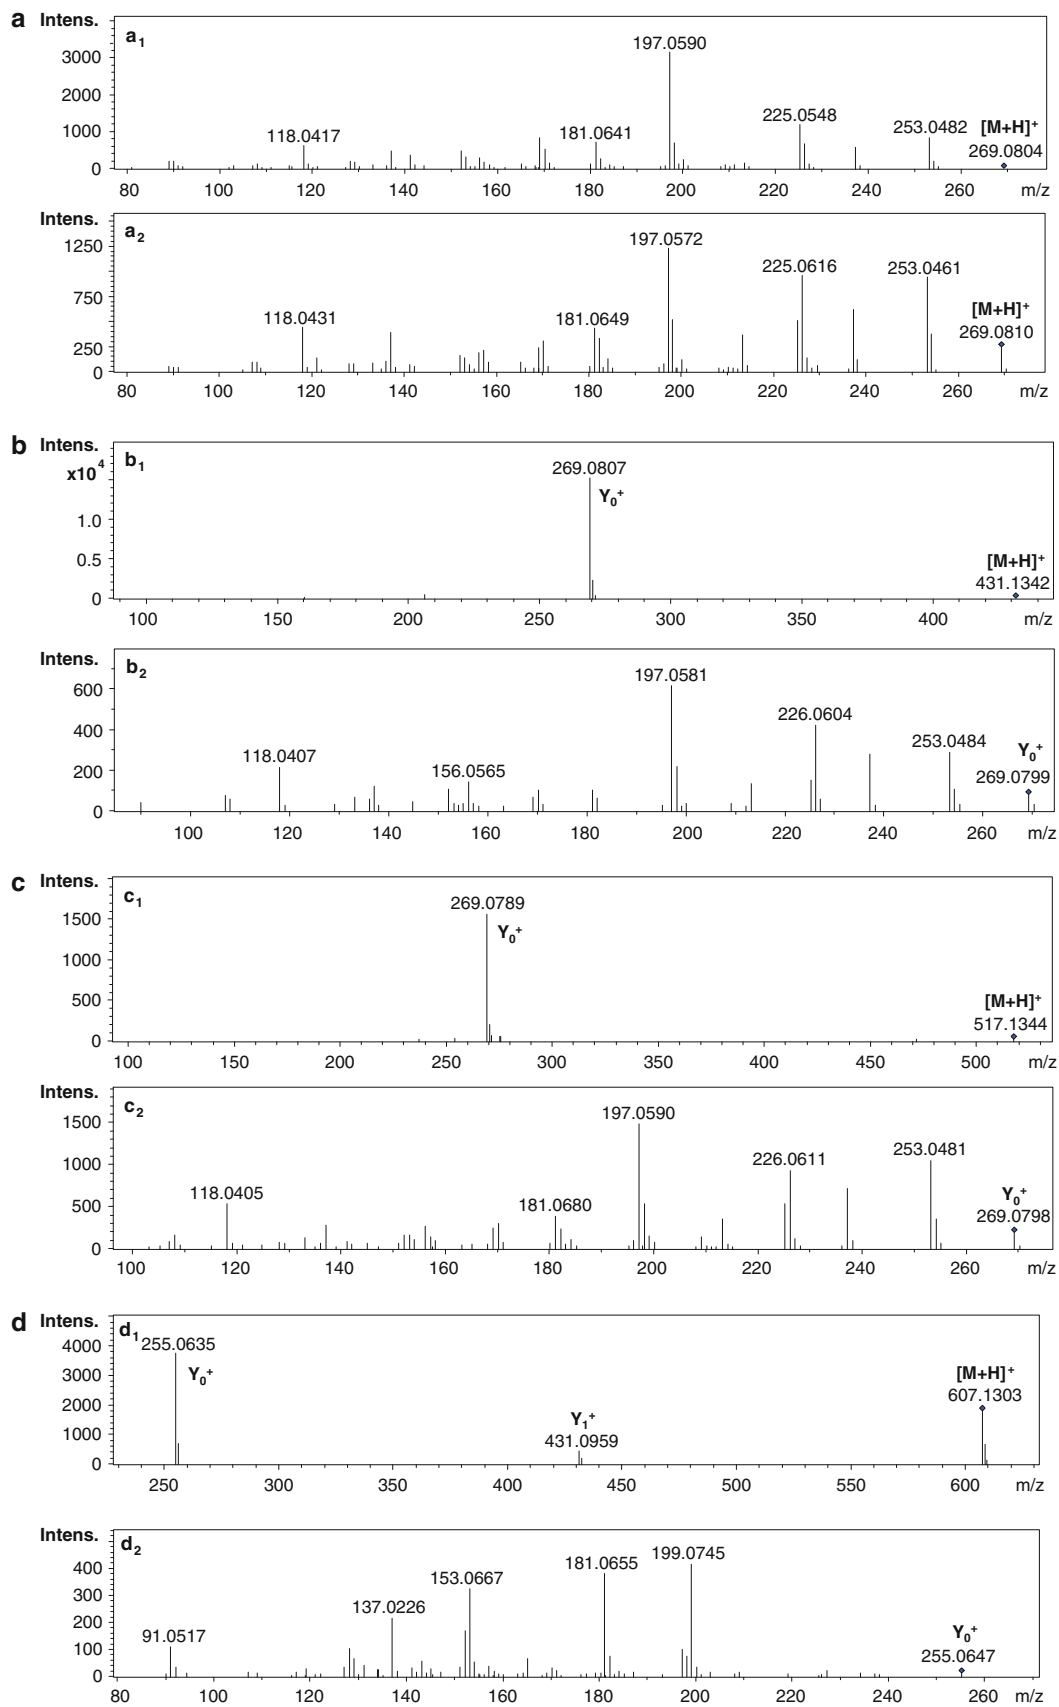 a Intens.
a1
3000
2000
1000
0
118.0417
181.0641
197.0590
225.0548
253.0482
[M+H]+
269.0804
80 100 120 140 160 180 200 220 240 260 m/z
Intens.
a2
1250
750
250
0
118.0431
181.0649
197.0572
225.0616
253.0461
[M+H]+
269.0810
80 100 120 140 160 180 200 220 240 260 m/z
b Intens.
x10^4
b1
1.0
0.5
0
269.0807
Y0+
[M+H]+
431.1342
100 150 200 250 300 350 400 m/z
Intens.
b2
600
400
200
0
118.0407
156.0565
197.0581
226.0604
253.0484
Y0+
269.0799
100 120 140 160 180 200 220 240 260 m/z
c Intens.
c1
1500
1000
500
0
269.0789
Y0+
[M+H]+
517.1344
100 150 200 250 300 350 400 450 500 m/z
Intens.
c2
1500
1000
500
0
118.0405
181.0680
197.0590
226.0611
253.0481
Y0+
269.0798
100 120 140 160 180 200 220 240 260 m/z
d Intens.
d1
4000
3000
2000
1000
0
255.0635
Y0+
Y1+
431.0959
[M+H]+
607.1303
250 300 350 400 450 500 550 600 m/z
Intens.
d2
400
300
200
100
0
91.0517
137.0226
153.0667
181.0655
199.0745
Y0+
255.0647
80 100 120 140 160 180 200 220 240 260 m/z